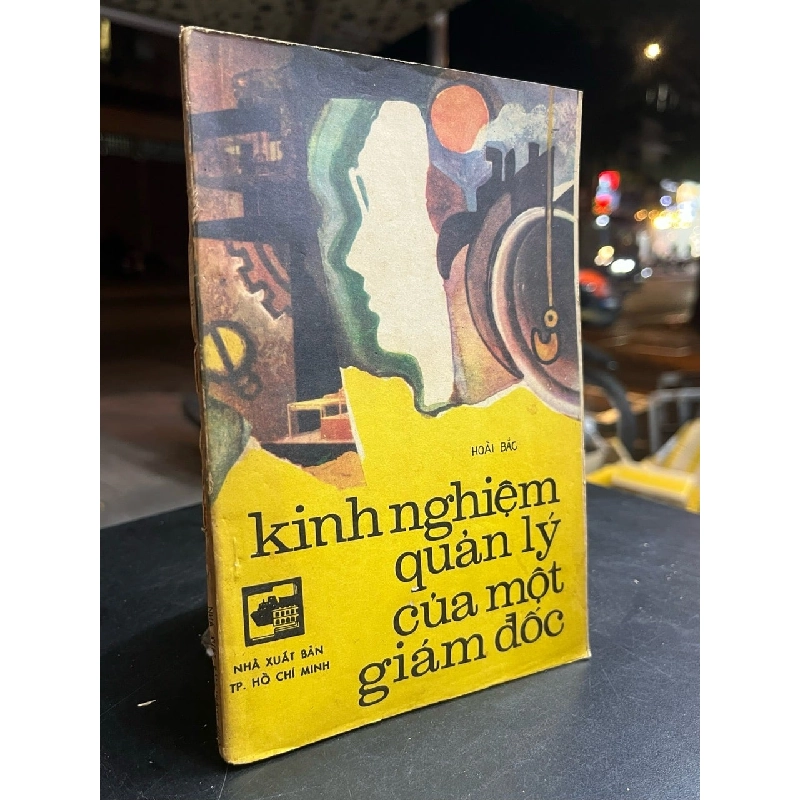 HOÀI BẮC
kinh nghiệm
quản lý
của một
giám đốc
NHÀ XUẤT BẢN
TP. HỒ CHÍ MINH